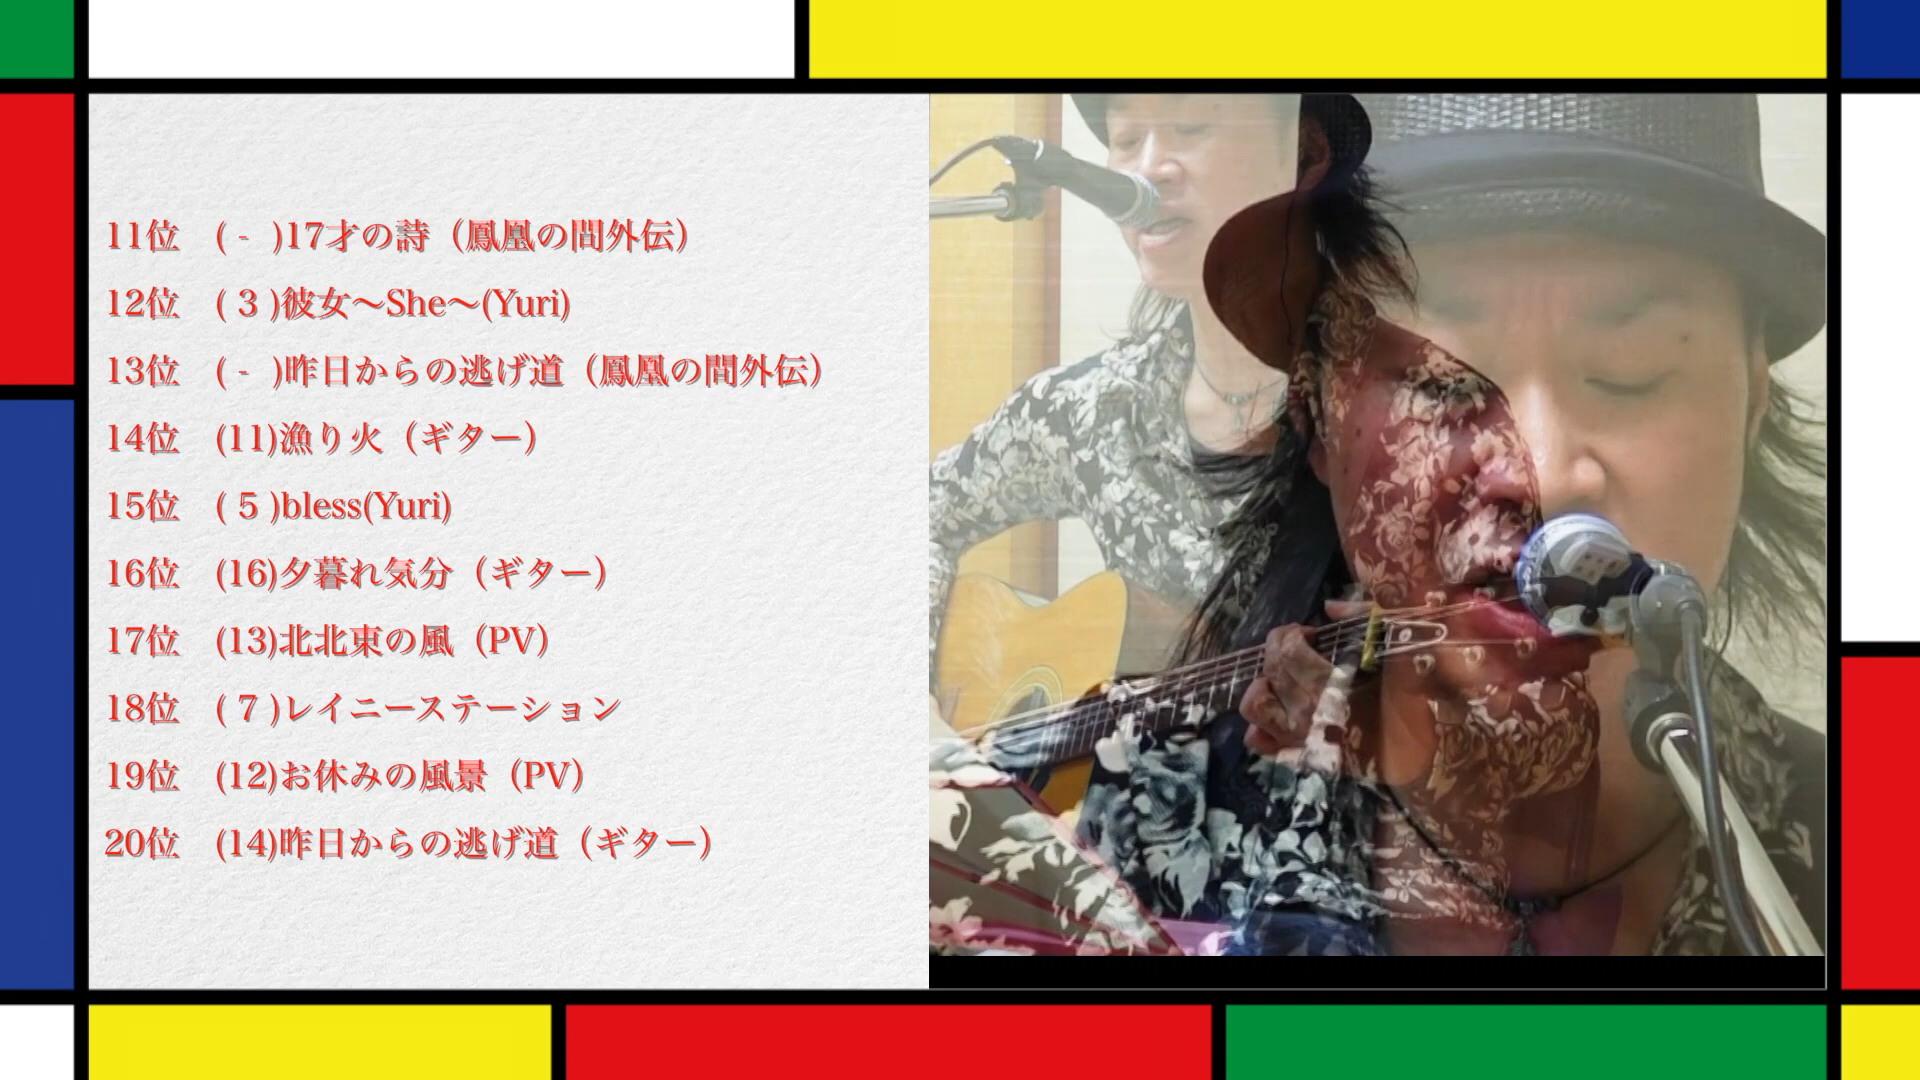 11位 ( - )17才の詩（鳳凰の間外伝）
12位 ( 3 )彼女〜She〜(Yuri)
13位 ( - )昨日からの逃げ道（鳳凰の間外伝）
14位 (11)漁り火（ギター）
15位 ( 5 )bless(Yuri)
16位 (16)夕暮れ気分（ギター）
17位 (13)北北東の風（PV）
18位 ( 7 )レイニーステーション
19位 (12)お休みの風景（PV）
20位 (14)昨日からの逃げ道（ギター）